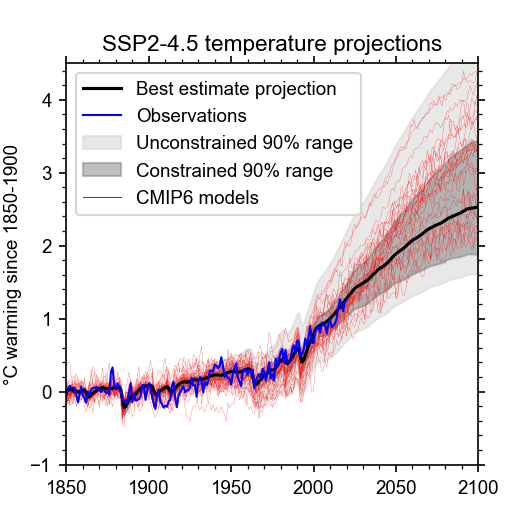 SSP2-4.5 temperature projections
Best estimate projection
Observations
Unconstrained 90% range
Constrained 90% range
CMIP6 models
°C warming since 1850-1900
4
3
2
1
0
−1
1850 1900 1950 2000 2050 2100